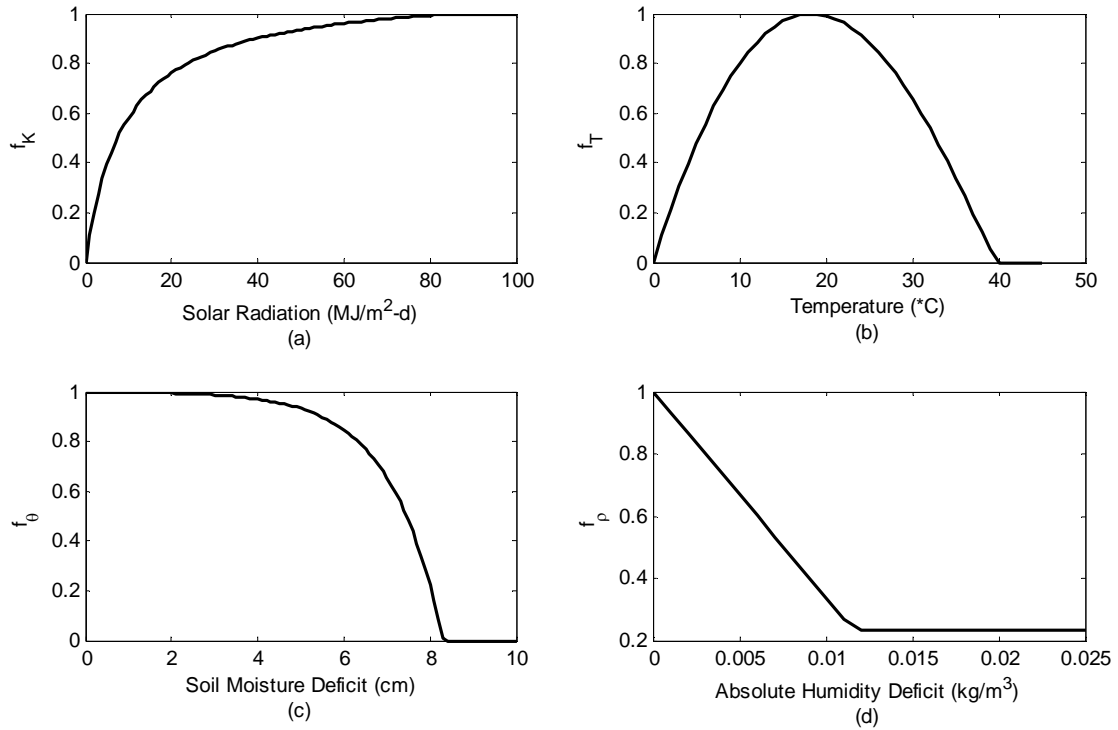 1
0.8
0.6
0.4
0.2
0
f_K
0 20 40 60 80 100
Solar Radiation (MJ/m²-d)
(a)
1
0.8
0.6
0.4
0.2
0
f_T
0 10 20 30 40 50
Temperature (*C)
(b)
1
0.8
0.6
0.4
0.2
0
f_θ
0 2 4 6 8 10
Soil Moisture Deficit (cm)
(c)
1
0.8
0.6
0.4
0.2
f_ρ
0 0.005 0.01 0.015 0.02 0.025
Absolute Humidity Deficit (kg/m³)
(d)